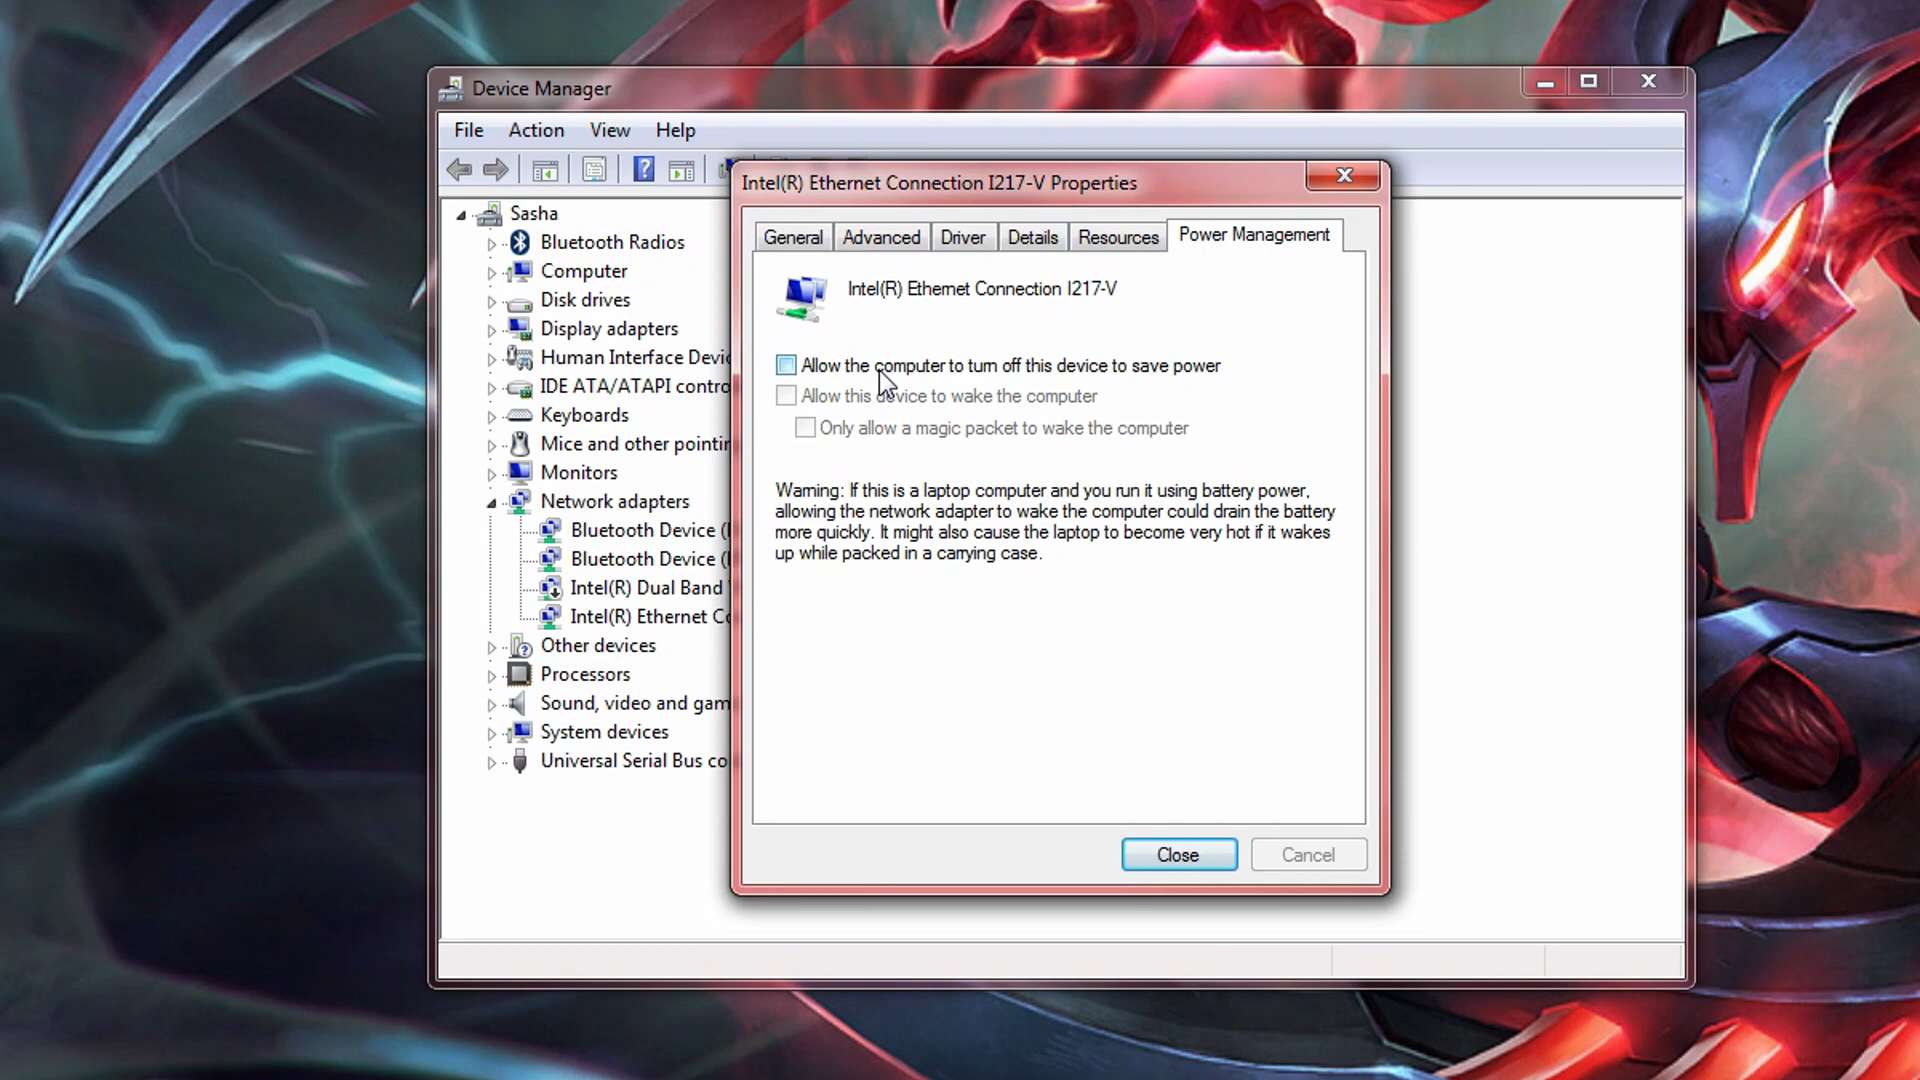 Device Manager
File Action View Help
Sasha
Bluetooth Radios
Computer
Disk drives
Display adapters
Human Interface Devic
IDE ATA/ATAPI contro
Keyboards
Mice and other pointin
Monitors
Network adapters
Bluetooth Device (
Bluetooth Device (
Intel(R) Dual Band
Intel(R) Ethernet Co
Other devices
Processors
Sound, video and gam
System devices
Universal Serial Bus co
Intel(R) Ethernet Connection I217-V Properties
General Advanced Driver Details Resources Power Management
Intel(R) Ethernet Connection I217-V
Allow the computer to turn off this device to save power
Allow this device to wake the computer
Only allow a magic packet to wake the computer
Warning: If this is a laptop computer and you run it using battery power,
allowing the network adapter to wake the computer could drain the battery
more quickly. It might also cause the laptop to become very hot if it wakes
up while packed in a carrying case.
Close Cancel